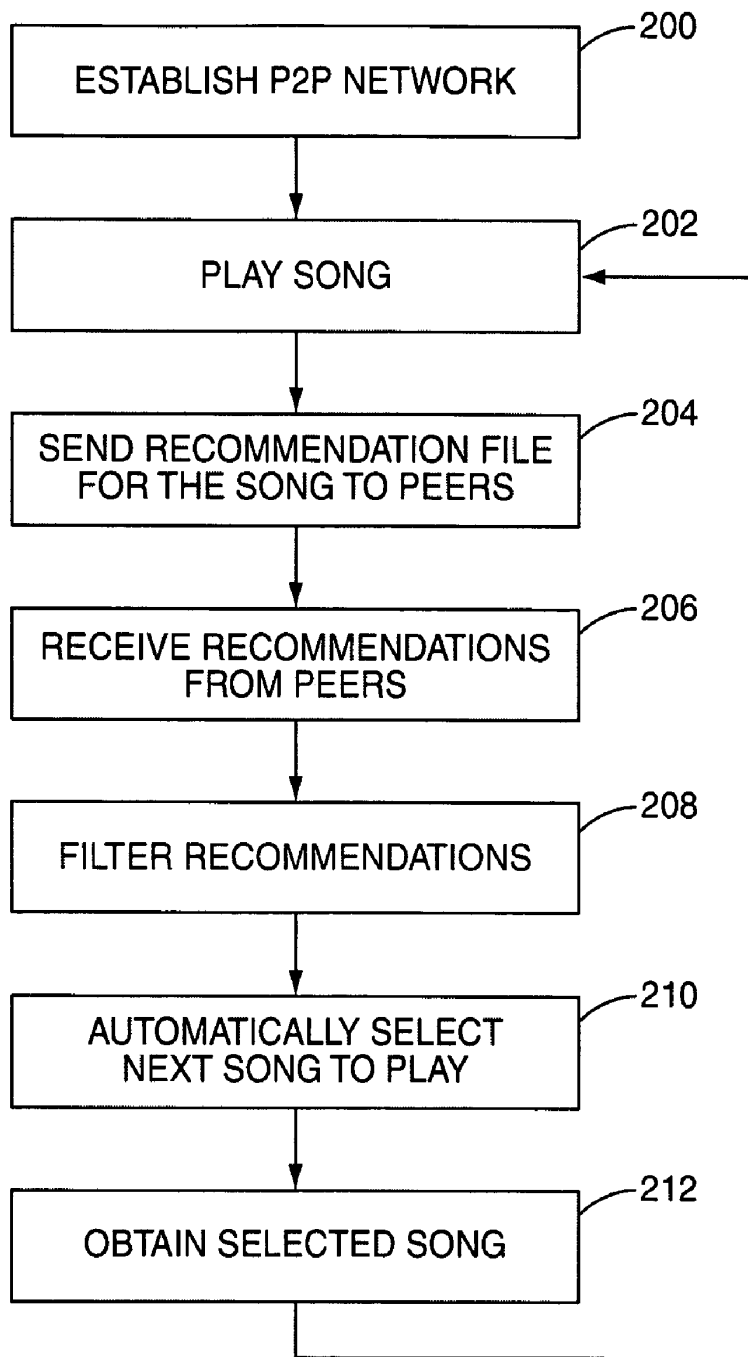 200
ESTABLISH P2P NETWORK
202
PLAY SONG
204
SEND RECOMMENDATION FILE
FOR THE SONG TO PEERS
206
RECEIVE RECOMMENDATIONS
FROM PEERS
208
FILTER RECOMMENDATIONS
210
AUTOMATICALLY SELECT
NEXT SONG TO PLAY
212
OBTAIN SELECTED SONG